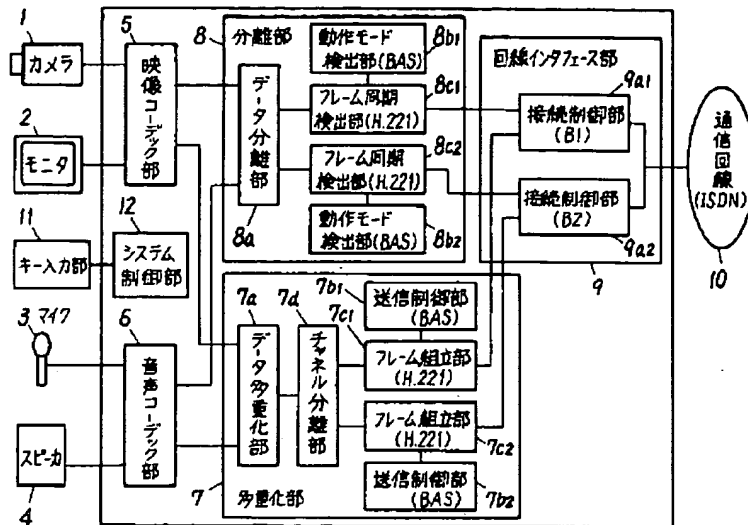 1
カメラ
2
モニタ
11
キー入力部
3 マイク
スピーカ
4
5
映像コーデック部
12
システム
制御部
6
音声コーデック部
8
分離部
データ分離部
8a
動作モード
検出部(BAS)
8b1
8c1
フレーム同期
検出部(H.221)
8c2
フレーム同期
検出部(H.221)
動作モード
検出部(BAS)
8b2
回線インタフェース部
9a1
接続制御部
(B1)
接続制御部
(B2)
9a2
9
通信回線
(ISDN)
10
7a
データ多重化部
7d
チャネル分離部
7b1
送信制御部
(BAS)
7c1
フレーム組立部
(H.221)
フレーム組立部
(H.221)
7c2
送信制御部
(BAS)
7b2
7
多重化部